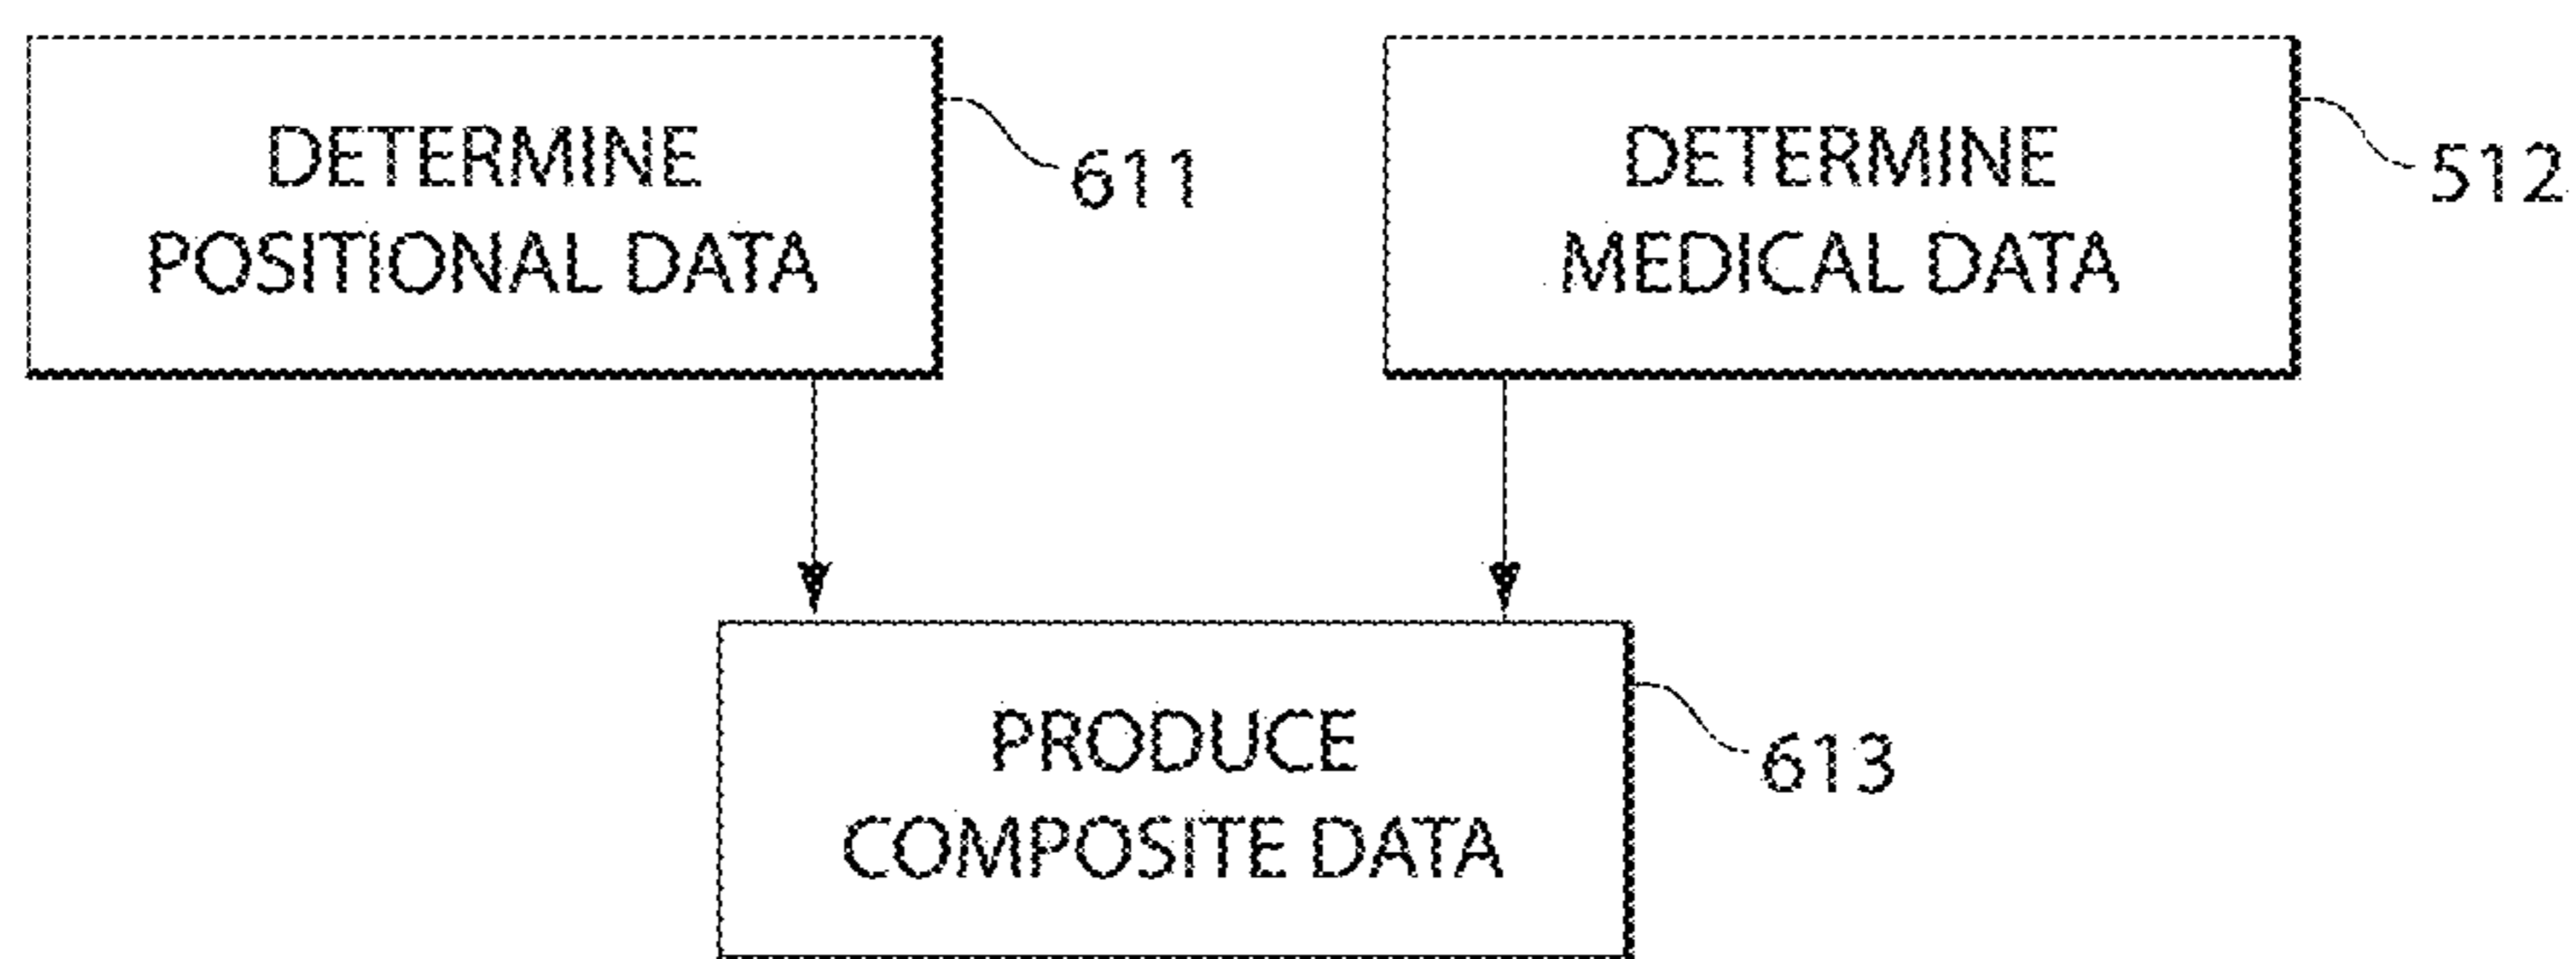 DETERMINE
POSITIONAL DATA
611
DETERMINE
MEDICAL DATA
512
PRODUCE
COMPOSITE DATA
613